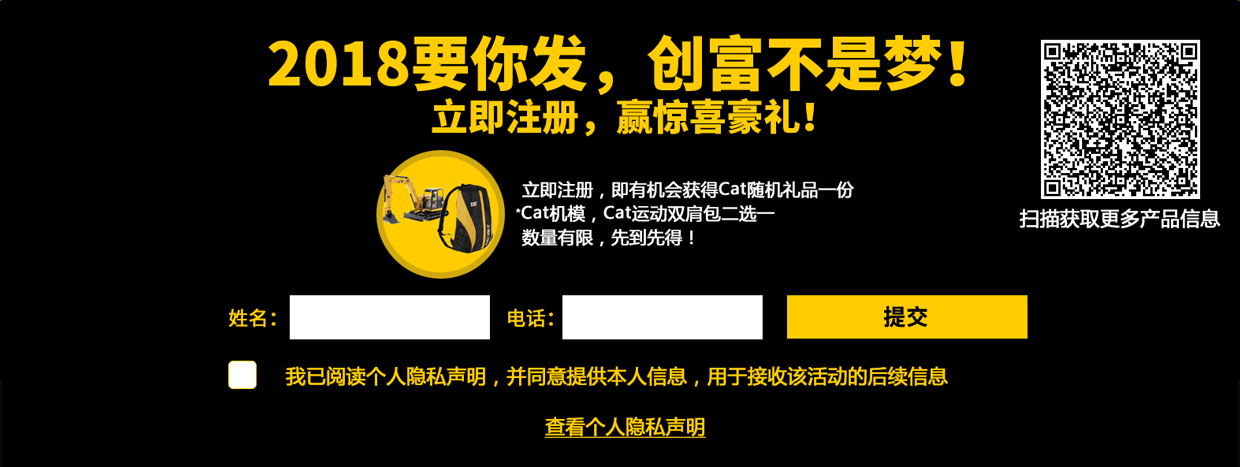 2018要你发，创富不是梦！
立即注册，赢惊喜豪礼！
立即注册，即有机会获得Cat随机礼品一份
*Cat机模，Cat运动双肩包二选一
数量有限，先到先得！
扫描获取更多产品信息
姓名： 电话： 提交
我已阅读个人隐私声明，并同意提供本人信息，用于接收该活动的后续信息
查看个人隐私声明